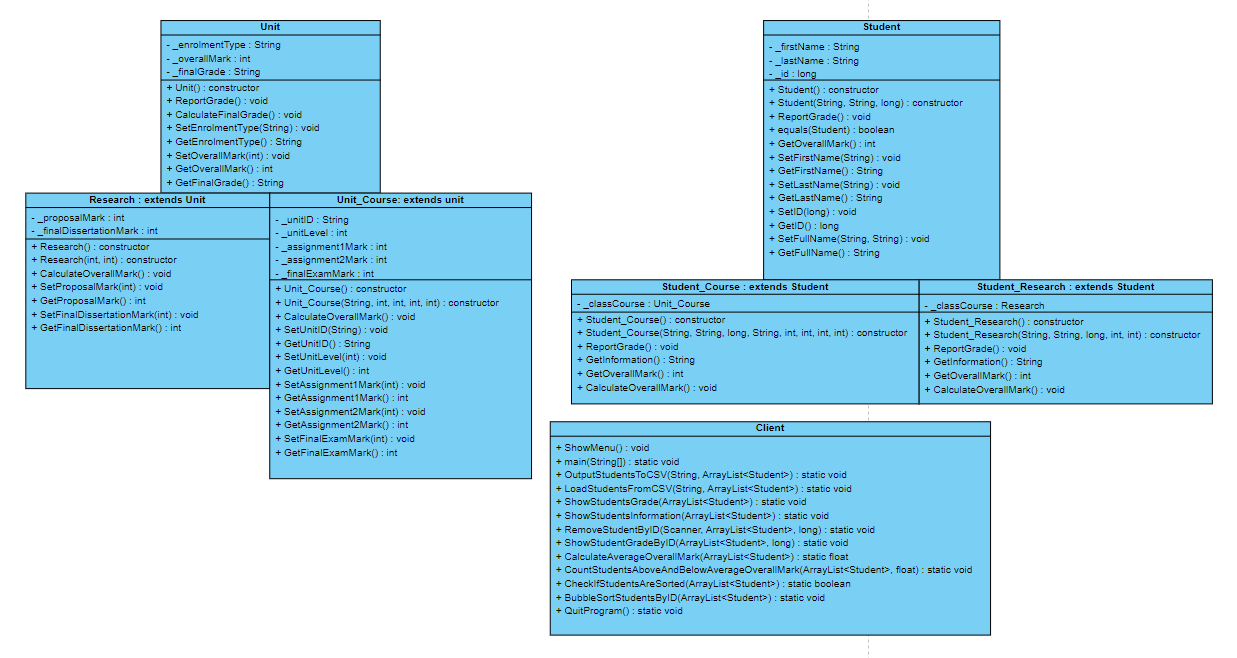 Unit
- _enrolmentType : String
- _overallMark : int
- _finalGrade : String
+ Unit() : constructor
+ ReportGrade() : void
+ CalculateFinalGrade() : void
+ SetEnrolmentType(String) : void
+ GetEnrolmentType() : String
+ SetOverallMark(int) : void
+ GetOverallMark() : int
+ GetFinalGrade() : String
Research : extends Unit
- _proposalMark : int
- _finalDissertationMark : int
+ Research() : constructor
+ Research(int, int) : constructor
+ CalculateOverallMark() : void
+ SetProposalMark(int) : void
+ GetProposalMark() : int
+ SetFinalDissertationMark(int) : void
+ GetFinalDissertationMark() : int
Unit_Course: extends unit
- _unitID : String
- _unitLevel : int
- _assignment1Mark : int
- _assignment2Mark : int
- _finalExamMark : int
+ Unit_Course() : constructor
+ Unit_Course(String, int, int, int, int) : constructor
+ CalculateOverallMark() : void
+ SetUnitID(String) : void
+ GetUnitID() : String
+ SetUnitLevel(int) : void
+ GetUnitLevel() : int
+ SetAssignment1Mark(int) : void
+ GetAssignment1Mark() : int
+ SetAssignment2Mark(int) : void
+ GetAssignment2Mark() : int
+ SetFinalExamMark(int) : void
+ GetFinalExamMark() : int
Student
- _firstName : String
- _lastName : String
- _id : long
+ Student() : constructor
+ Student(String, String, long) : constructor
+ ReportGrade() : void
+ equals(Student) : boolean
+ GetOverallMark() : int
+ SetFirstName(String) : void
+ GetFirstName() : String
+ SetLastName(String) : void
+ GetLastName() : String
+ SetID(long) : void
+ GetID() : long
+ SetFullName(String, String) : void
+ GetFullName() : String
Student_Course : extends Student
- _classCourse : Unit_Course
+ Student_Course() : constructor
+ Student_Course(String, String, long, String, int, int, int, int) : constructor
+ ReportGrade() : void
+ GetInformation() : String
+ GetOverallMark() : int
+ CalculateOverallMark() : void
Student_Research : extends Student
- _classCourse : Research
+ Student_Research() : constructor
+ Student_Research(String, String, long, int, int) : constructor
+ ReportGrade() : void
+ GetInformation() : String
+ GetOverallMark() : int
+ CalculateOverallMark() : void
Client
+ ShowMenu() : void
+ main(String[]) : static void
+ OutputStudentsToCSV(String, ArrayList<Student>) : static void
+ LoadStudentsFromCSV(String, ArrayList<Student>) : static void
+ ShowStudentsGrade(ArrayList<Student>) : static void
+ ShowStudentsInformation(ArrayList<Student>) : static void
+ RemoveStudentByID(Scanner, ArrayList<Student>, long) : static void
+ ShowStudentGradeByID(ArrayList<Student>, long) : static void
+ CalculateAverageOverallMark(ArrayList<Student>) : static float
+ CountStudentsAboveAndBelowAverageOverallMark(ArrayList<Student>, float) : static void
+ CheckIfStudentsAreSorted(ArrayList<Student>) : static boolean
+ BubbleSortStudentsByID(ArrayList<Student>) : static void
+ QuitProgram() : static void